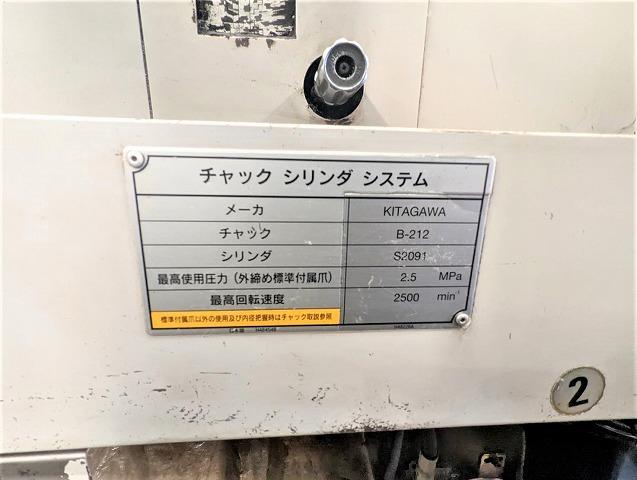 チャック シリンダ システム
メーカ KITAGAWA
チャック B-212
シリンダ S2091
最高使用圧力 (外締め標準付属爪) 2.5 MPa
最高回転速度 2500 min⁻¹
標準付属爪以外の使用及び内径把握時はチャック取説参照
2